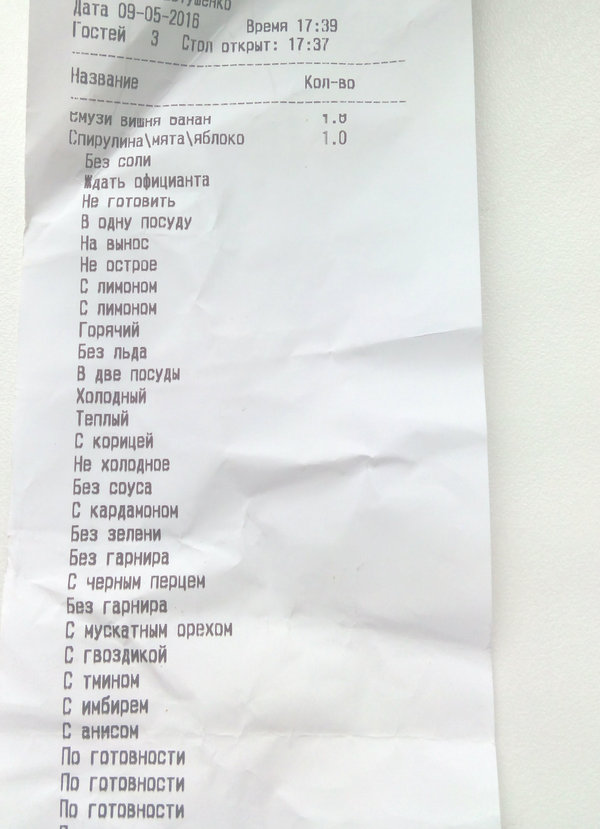 Дата 09-05-2016 Время 17:39
Гостей 3 Стол открыт: 17:37
Название Кол-во
Смузи вишня банан 1.0
Спирулина\мята\яблоко 1.0
Без соли
Ждать официанта
Не готовить
В одну посуду
На вынос
Не острое
С лимоном
С лимоном
Горячий
Без льда
В две посуды
Холодный
Теплый
С корицей
Не холодное
Без соуса
С кардамоном
Без зелени
Без гарнира
С черным перцем
Без гарнира
С мускатным орехом
С гвоздикой
С тмином
С имбирем
С анисом
По готовности
По готовности
По готовности